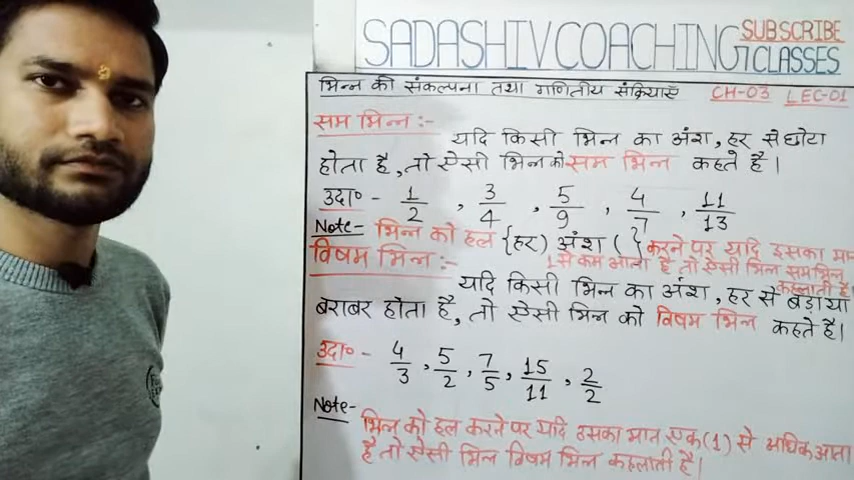 SADASHIV COACHING CLASSES
SUBSCRIBE
भिन्न की संकल्पना तथा गणितीय संक्रियाएँ CH-03 LEC-01
सम भिन्न :-
यदि किसी भिन्न का अंश, हर से छोटा
होता है, तो ऐसी भिन्न को सम भिन्न कहते है।
उदा० - 1/2, 3/4, 5/9, 4/7, 11/13
Note- भिन्न को हल {हर) अंश ( } करने पर यदि इसका मान
1 से कम आता है तो ऐसी भिन्न सम भिन्न
कहलाती है।
विषम भिन्न :-
यदि किसी भिन्न का अंश, हर से बड़ा या
बराबर होता है, तो ऐसी भिन्न को विषम भिन्न कहते है।
उदा० - 4/3, 5/2, 7/5, 15/11, 2/2
Note-
भिन्न को हल करने पर यदि उसका मान एक (1) से अधिक आता
है तो ऐसी भिन्न विषम भिन्न कहलाती है।